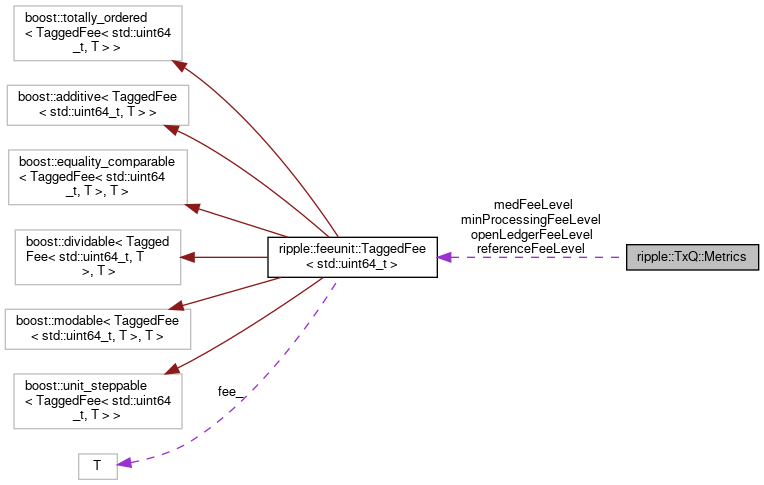 boost::totally_ordered
< TaggedFee< std::uint64
_t, T > >
boost::additive< TaggedFee
< std::uint64_t, T > >
boost::equality_comparable
< TaggedFee< std::uint64
_t, T >, T >
boost::dividable< Tagged
Fee< std::uint64_t, T
>, T >
boost::modable< TaggedFee
< std::uint64_t, T >, T >
boost::unit_steppable
< TaggedFee< std::uint64
_t, T > >
T
fee_
ripple::feeunit::TaggedFee
< std::uint64_t >
medFeeLevel
minProcessingFeeLevel
openLedgerFeeLevel
referenceFeeLevel
ripple::TxQ::Metrics